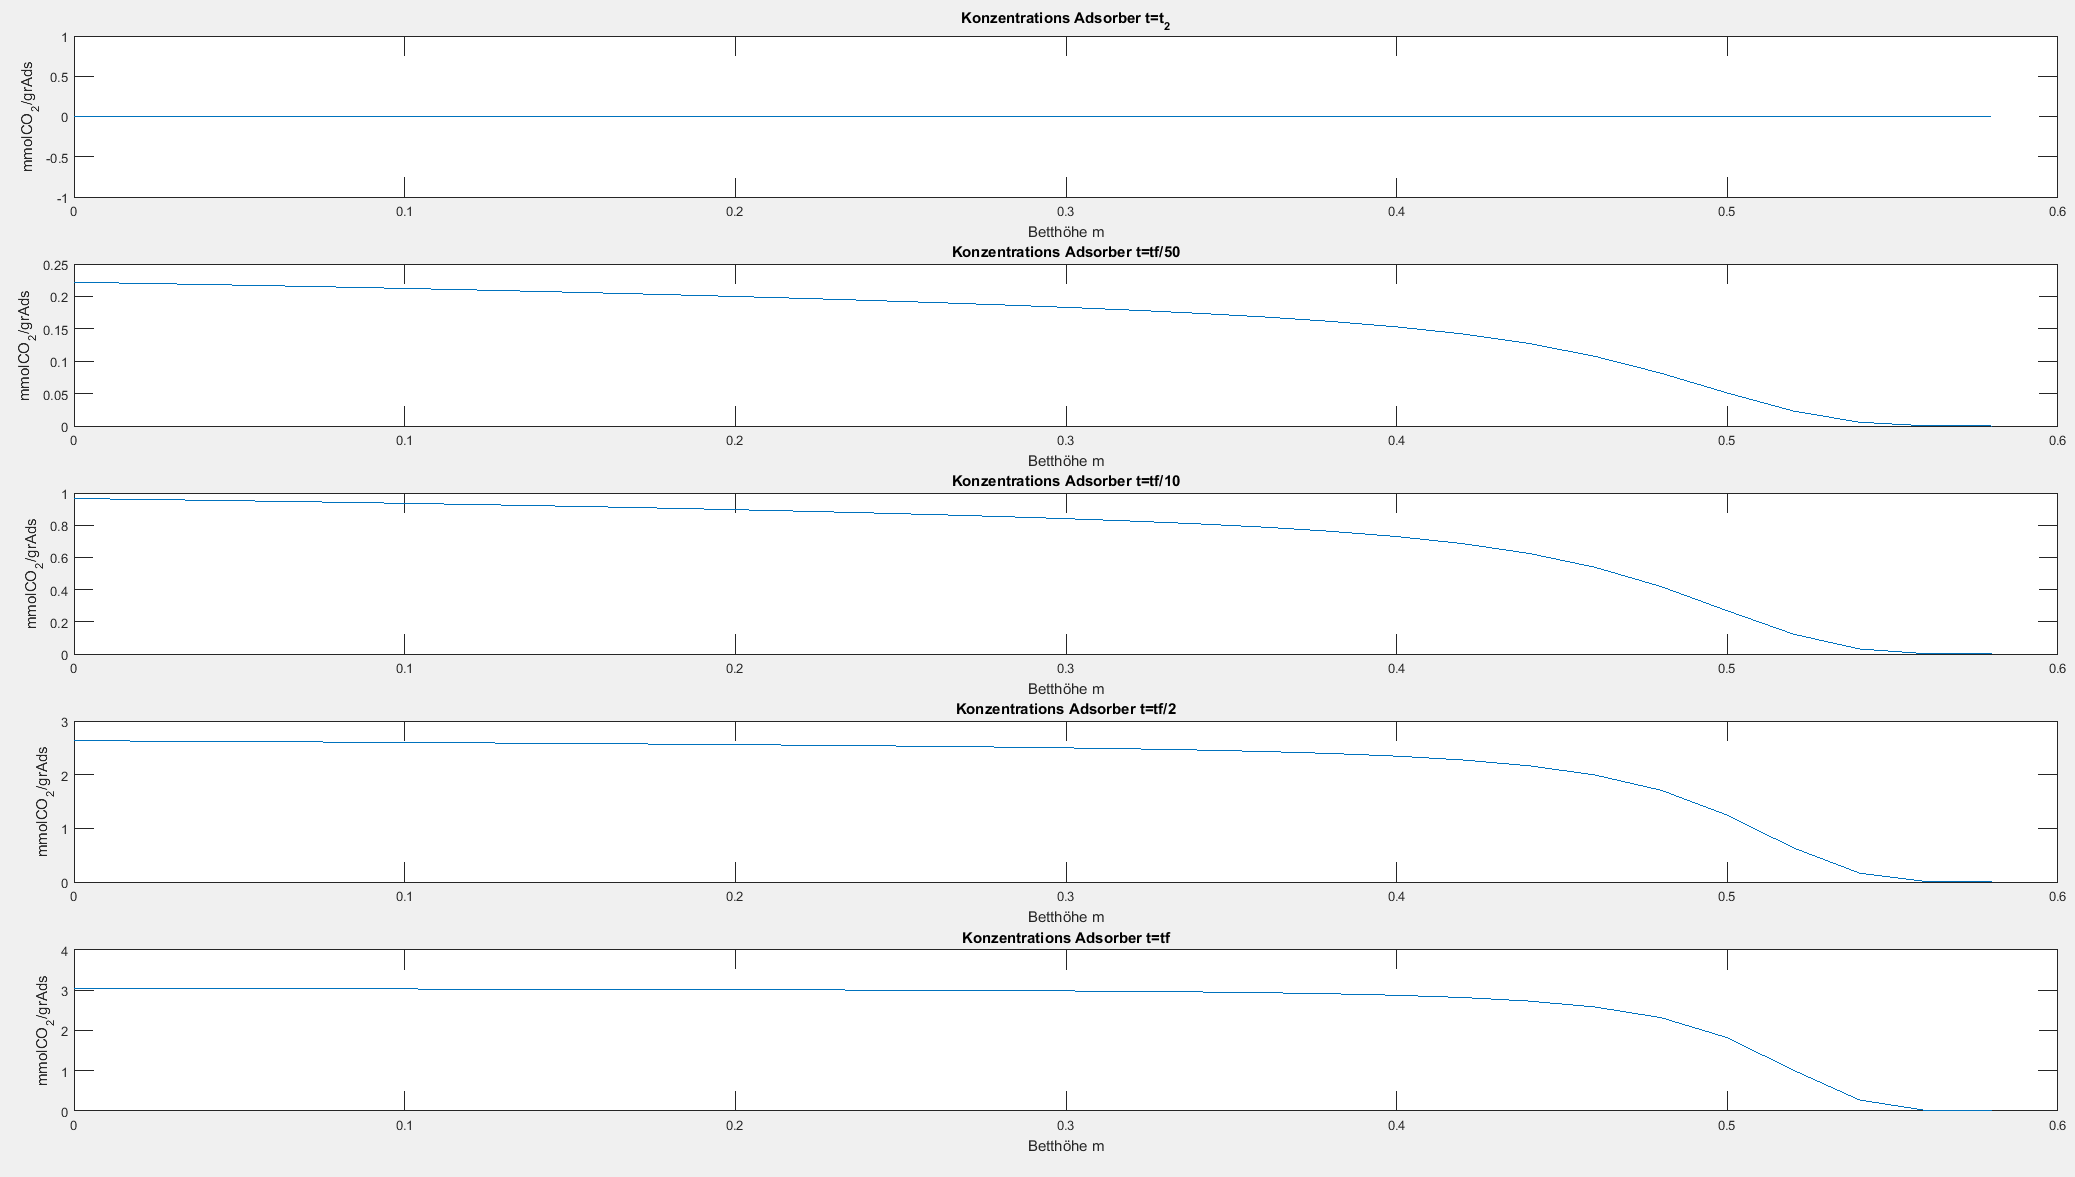 Konzentrations Adsorber t=t2
mmolCO2/grAds
1
0.5
0
-0.5
-1
0 0.1 0.2 0.3 0.4 0.5 0.6
Betthöhe m
Konzentrations Adsorber t=tf/50
mmolCO2/grAds
0.25
0.2
0.15
0.1
0.05
0
0 0.1 0.2 0.3 0.4 0.5 0.6
Betthöhe m
Konzentrations Adsorber t=tf/10
mmolCO2/grAds
1
0.8
0.6
0.4
0.2
0
0 0.1 0.2 0.3 0.4 0.5 0.6
Betthöhe m
Konzentrations Adsorber t=tf/2
mmolCO2/grAds
3
2
1
0
0 0.1 0.2 0.3 0.4 0.5 0.6
Betthöhe m
Konzentrations Adsorber t=tf
mmolCO2/grAds
4
3
2
1
0
0 0.1 0.2 0.3 0.4 0.5 0.6
Betthöhe m